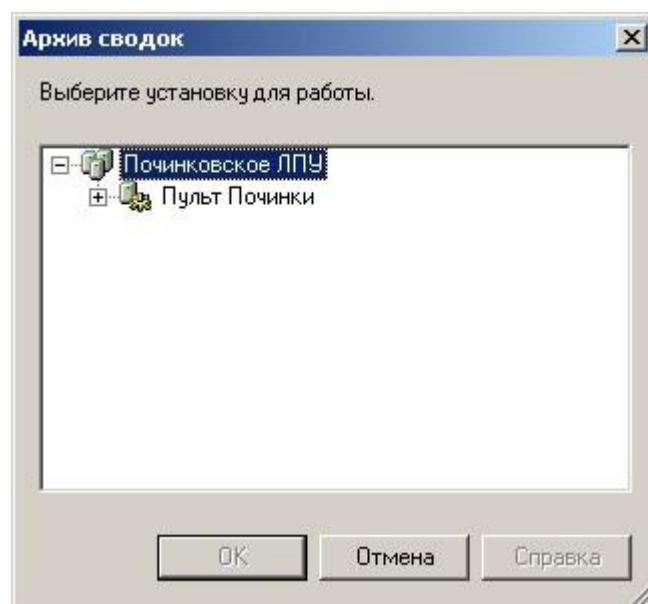 Архив сводок
Выберите установку для работы.
Починковское ЛПУ
Пульт Починки
OK
Отмена
Справка